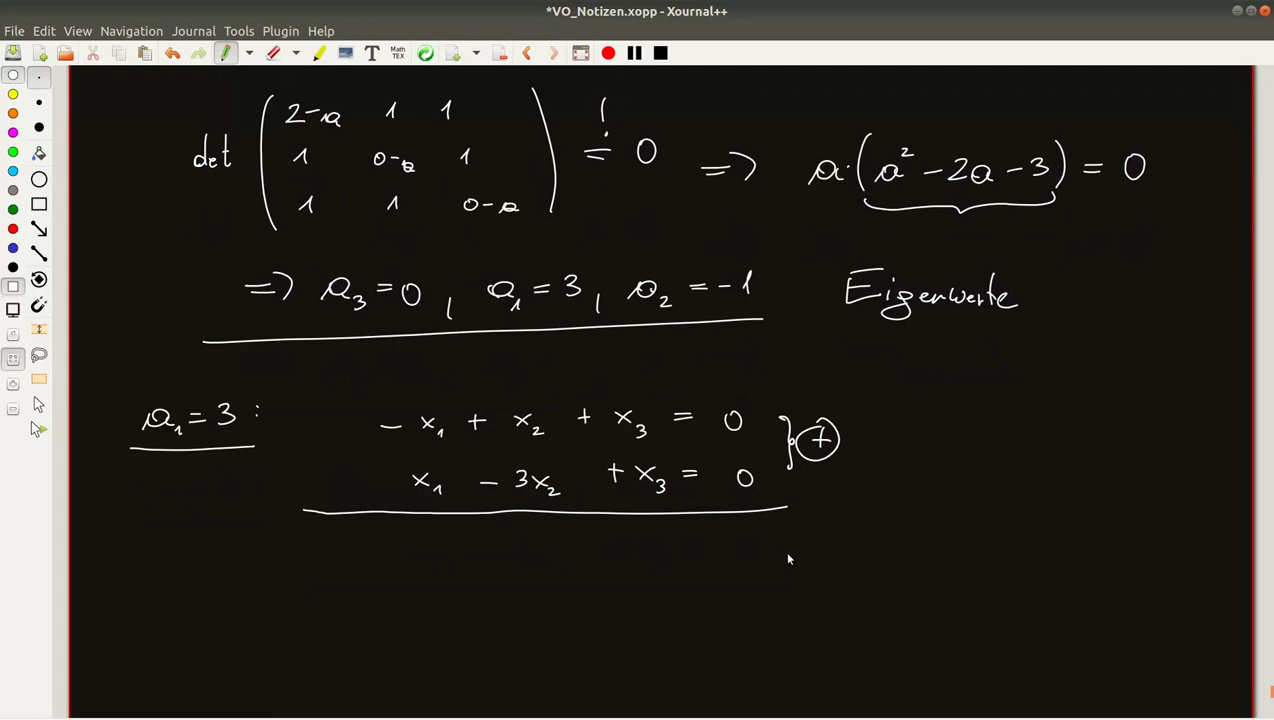 *VO_Notizen.xopp - Xournal++
File Edit View Navigation Journal Tools Plugin Help
T Math TEX
det ( 2-a 1 1
1 0-a 1
1 1 0-a ) ! = 0 => a·(a² - 2a - 3) = 0
=> a₃ = 0, a₁ = 3, a₂ = -1 Eigenwerte
a₁ = 3: - x₁ + x₂ + x₃ = 0
x₁ - 3x₂ + x₃ = 0 } +